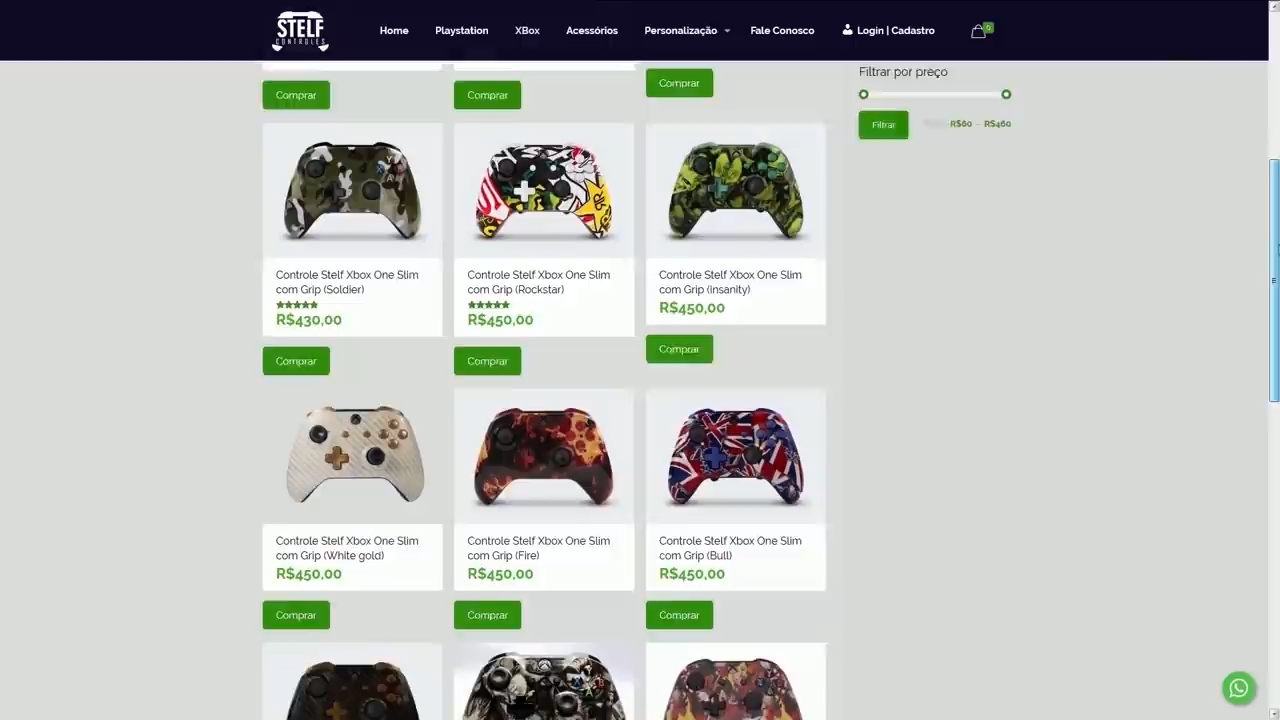 STELF
CONTROLES
Home
Playstation
XBox
Acessórios
Personalização
Fale Conosco
Login | Cadastro
0
Filtrar por preço
Filtrar
R$60 — R$460
Comprar
Comprar
Comprar
Controle Stelf Xbox One Slim
com Grip (Soldier)
R$430,00
Controle Stelf Xbox One Slim
com Grip (Rockstar)
R$450,00
Controle Stelf Xbox One Slim
com Grip (Insanity)
R$450,00
Comprar
Comprar
Comprar
Controle Stelf Xbox One Slim
com Grip (White gold)
R$450,00
Controle Stelf Xbox One Slim
com Grip (Fire)
R$450,00
Controle Stelf Xbox One Slim
com Grip (Bull)
R$450,00
Comprar
Comprar
Comprar